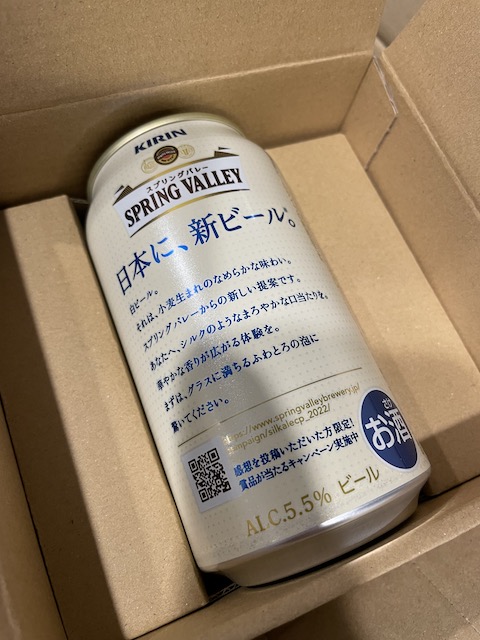 KIRIN
スプリングバレー
SPRING VALLEY
日本に、新ビール*。
白ビール。
それは、小麦生まれのなめらかな味わい。
スプリングバレーからの新しい提案です。
あなたへ、シルクのようなまろやかな口当たりを。
華やかな香りが広がる体験を。
まずは、グラスに満ちるふわとろの泡に
驚いてください。
https://www.springvalleybrewery.jp/
campaign/silkalecp_2022/
感想を投稿いただいた方限定!
賞品が当たるキャンペーン実施中
お酒
ALC.5.5% ビール